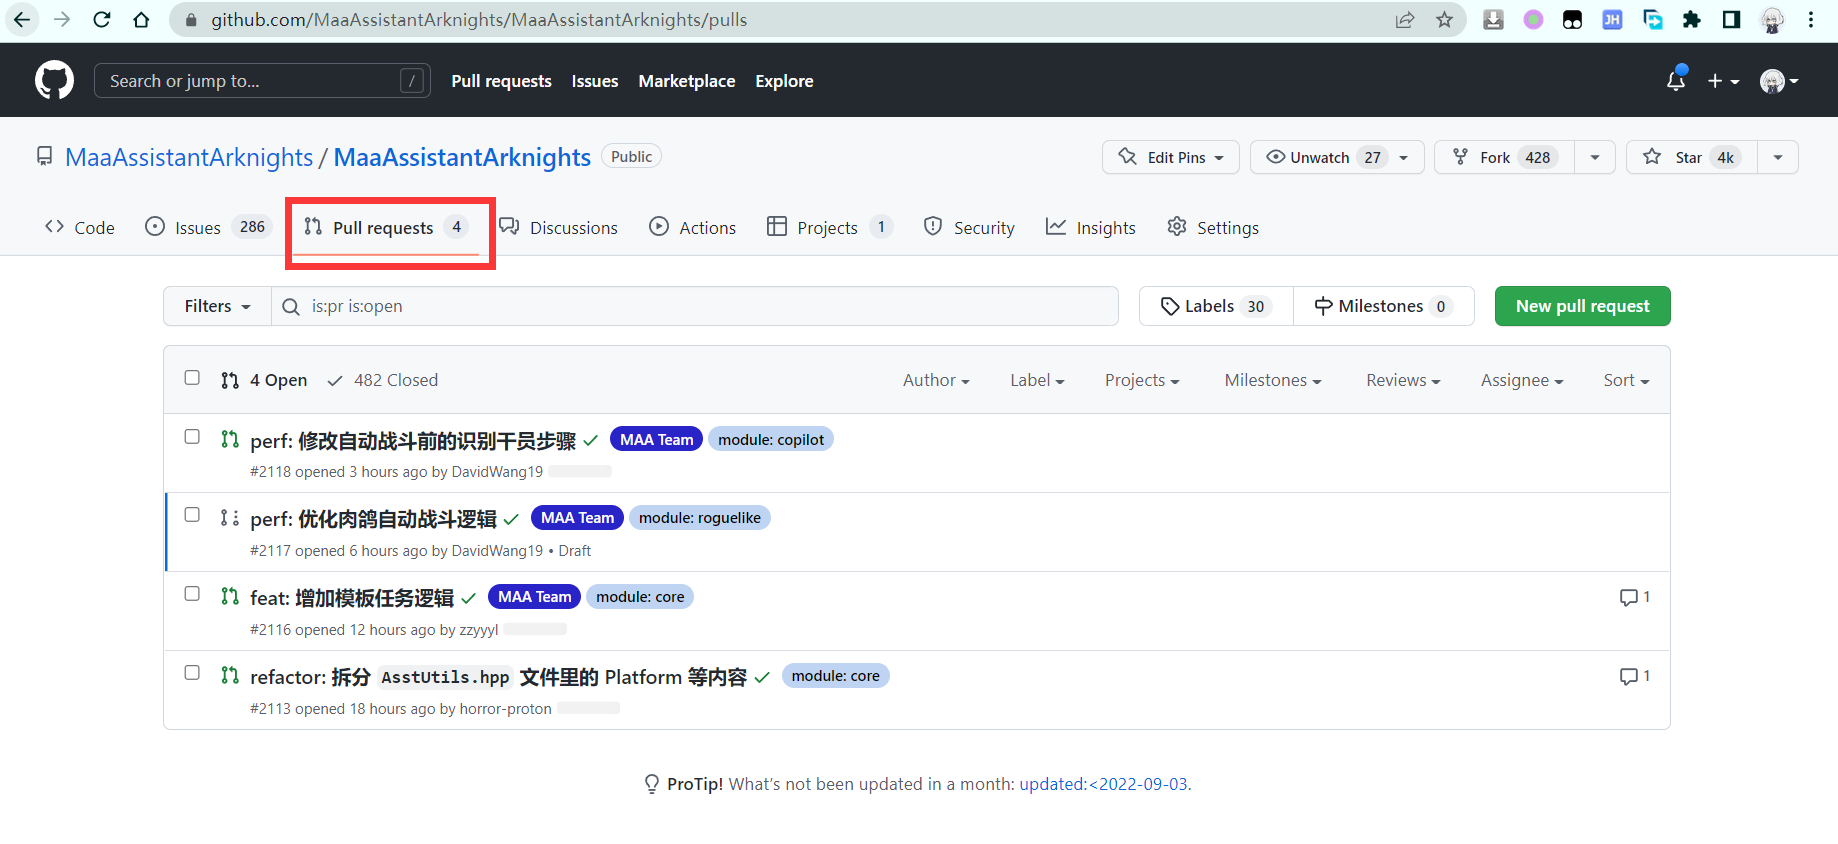 github.com/MaaAssistantArknights/MaaAssistantArknights/pulls
JH
Search or jump to... /
Pull requests Issues Marketplace Explore
MaaAssistantArknights / MaaAssistantArknights Public
Edit Pins Unwatch 27 Fork 428 Star 4k
Code Issues 286 Pull requests 4 Discussions Actions Projects 1 Security Insights Settings
Filters is:pr is:open Labels 30 Milestones 0 New pull request
4 Open 482 Closed Author Label Projects Milestones Reviews Assignee Sort
perf: 修改自动战斗前的识别干员步骤 MAA Team module: copilot
#2118 opened 3 hours ago by DavidWang19
perf: 优化肉鸽自动战斗逻辑 MAA Team module: roguelike
#2117 opened 6 hours ago by DavidWang19 • Draft
feat: 增加模板任务逻辑 MAA Team module: core 1
#2116 opened 12 hours ago by zzyyyl
refactor: 拆分 AsstUtils.hpp 文件里的 Platform 等内容 module: core 1
#2113 opened 18 hours ago by horror-proton
ProTip! What's not been updated in a month: updated:<2022-09-03.